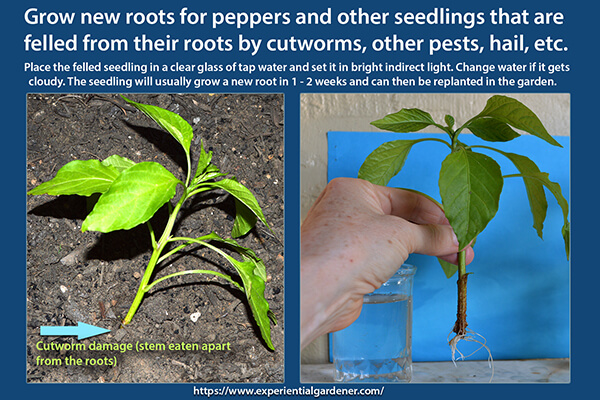 Grow new roots for peppers and other seedlings that are
felled from their roots by cutworms, other pests, hail, etc.
Place the felled seedling in a clear glass of tap water and set it in bright indirect light. Change water if it gets
cloudy. The seedling will usually grow a new root in 1 - 2 weeks and can then be replanted in the garden.
Cutworm damage (stem eaten apart
from the roots)
https://www.experientialgardener.com/